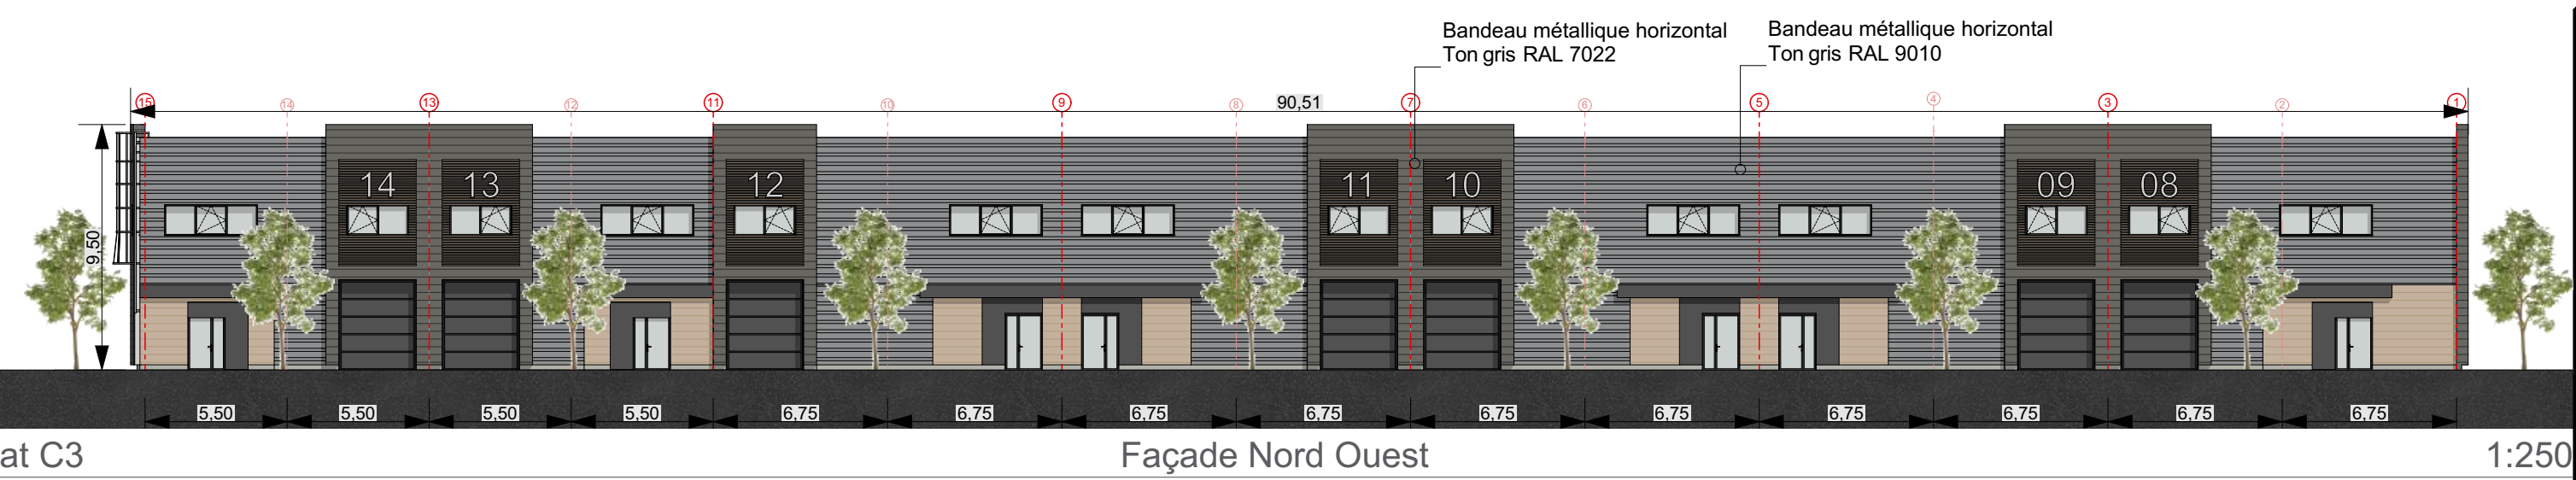 Bandeau métallique horizontal
Ton gris RAL 7022
Bandeau métallique horizontal
Ton gris RAL 9010
15 14 13 12 11 10 9 8 7 6 5 4 3 2 1
90,51
14 13 12 11 10 09 08
9,50
5,50 5,50 5,50 5,50 6,75 6,75 6,75 6,75 6,75 6,75 6,75 6,75 6,75 6,75
at C3
Façade Nord Ouest
1:250